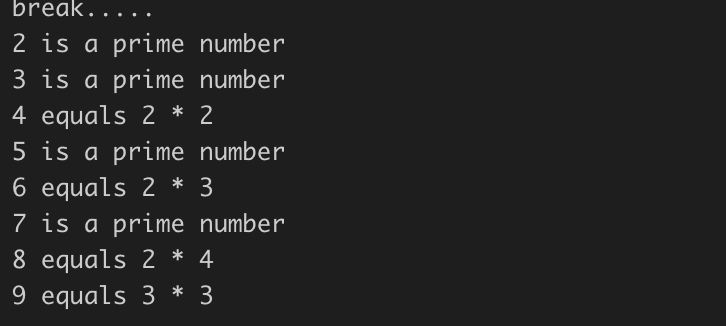 break.....
2 is a prime number
3 is a prime number
4 equals 2 * 2
5 is a prime number
6 equals 2 * 3
7 is a prime number
8 equals 2 * 4
9 equals 3 * 3